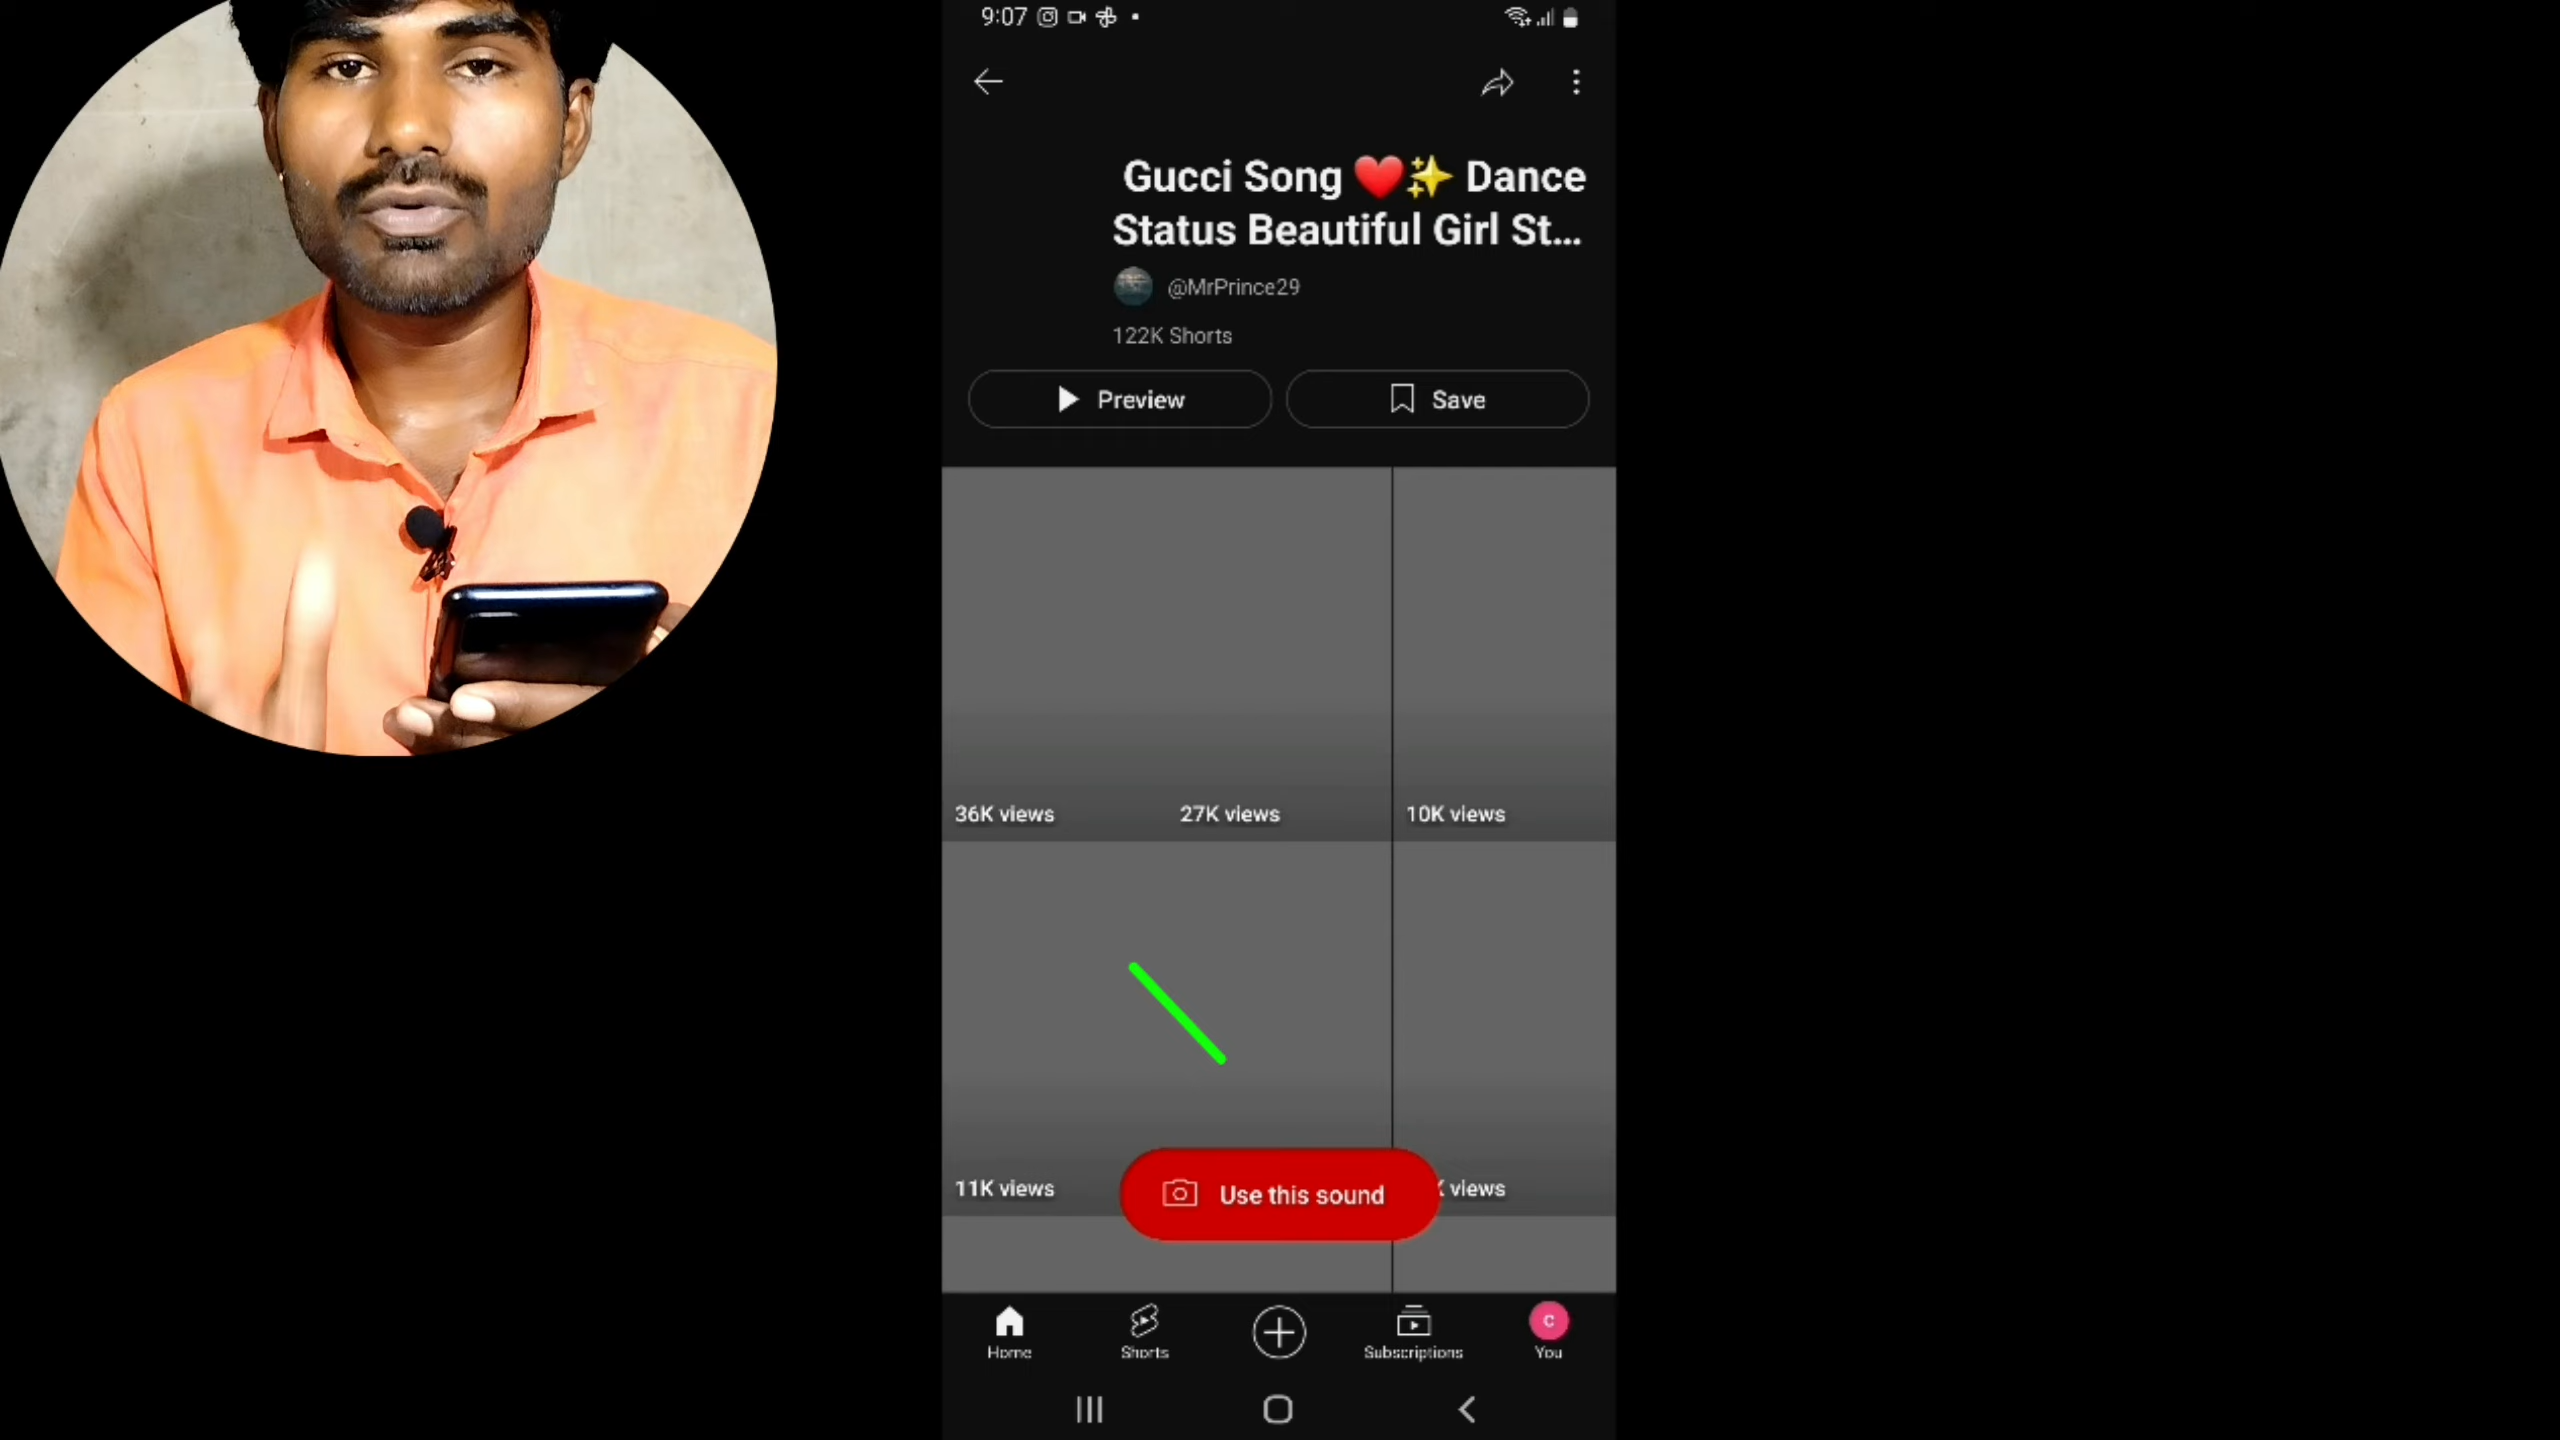 9:07
Gucci Song ❤️✨ Dance
Status Beautiful Girl St...
@MrPrince29
122K Shorts
Preview
Save
36K views
27K views
10K views
11K views
Use this sound
views
Home
Shorts
Subscriptions
C
You